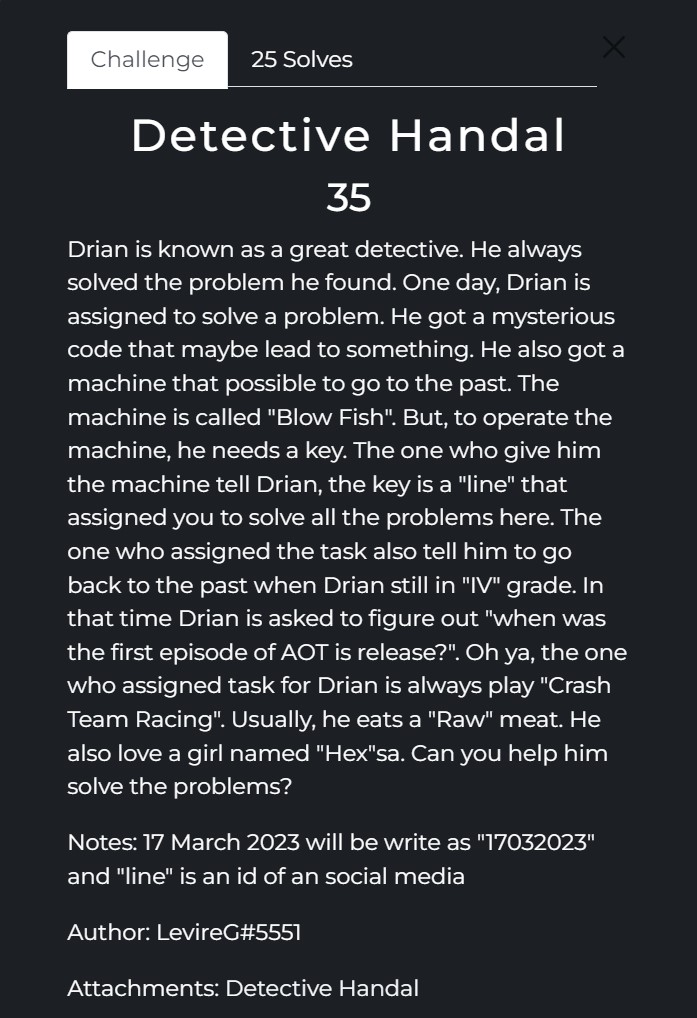 Challenge
25 Solves
Detective Handal
35
Drian is known as a great detective. He always
solved the problem he found. One day, Drian is
assigned to solve a problem. He got a mysterious
code that maybe lead to something. He also got a
machine that possible to go to the past. The
machine is called "Blow Fish". But, to operate the
machine, he needs a key. The one who give him
the machine tell Drian, the key is a "line" that
assigned you to solve all the problems here. The
one who assigned the task also tell him to go
back to the past when Drian still in "IV" grade. In
that time Drian is asked to figure out "when was
the first episode of AOT is release?". Oh ya, the one
who assigned task for Drian is always play "Crash
Team Racing". Usually, he eats a "Raw" meat. He
also love a girl named "Hex"sa. Can you help him
solve the problems?
Notes: 17 March 2023 will be write as "17032023"
and "line" is an id of an social media
Author: LevireG#5551
Attachments: Detective Handal